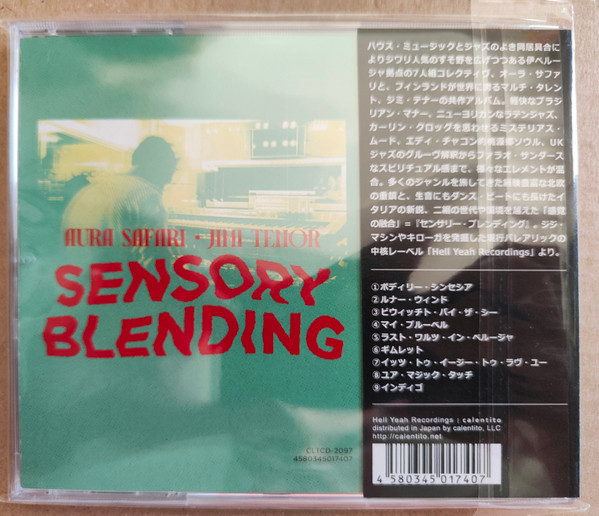 AURA SAFARI • JIMI TENOR
SENSORY
BLENDING
CLTCD-2097
4580345017407
ハウス・ミュージックとジャズのよき同居具合に
よりジワリ人気のすそ野を広げつつある伊ペルー
ジャ拠点の7人組コレクティヴ、オーラ・サファ
リと、フィンランドが世界に誇るマルチ・タレン
ト、ジミ・テナーの共作アルバム。軽快なブラジ
リアン・マナー、ニューヨリカンなラテンジャズ、
カーリン・クロッグを思わせるミステリアス・
ムード、エディ・チャコンの ソウル、UK
ジャズのグルーヴ解釈からファラオ・サンダース
なスピリチュアル感まで、様々なエレメントが混
合。多くのジャンルを旅してきた経験豊富な北欧
の重鎮と、生音にもダンス・ビートにも長けたイ
タリアの新鋭、二組の世代や国境を越えた「感覚
の融合」=『センサリー・ブレンディング』。ジン・
マシンやキローガを発掘した現行バレアリックの
中核レーベル「Hell Yeah Recordings」より。
①ボディリー・シンセシア
②ルナー・ウィンド
③ビウィッチト・バイ・ザ・シー
④マイ・ブルーベル
⑤ラスト・ワルツ・イン・ペルージャ
⑥ギムレット
⑦イッツ・トゥ・イージー・トゥ・ラヴ・ユー
⑧ユア・マジック・タッチ
⑨インディゴ
Hell Yeah Recordings | calentito
distributed in Japan by calentito, LLC
http://calentito.net
4 580345 017407